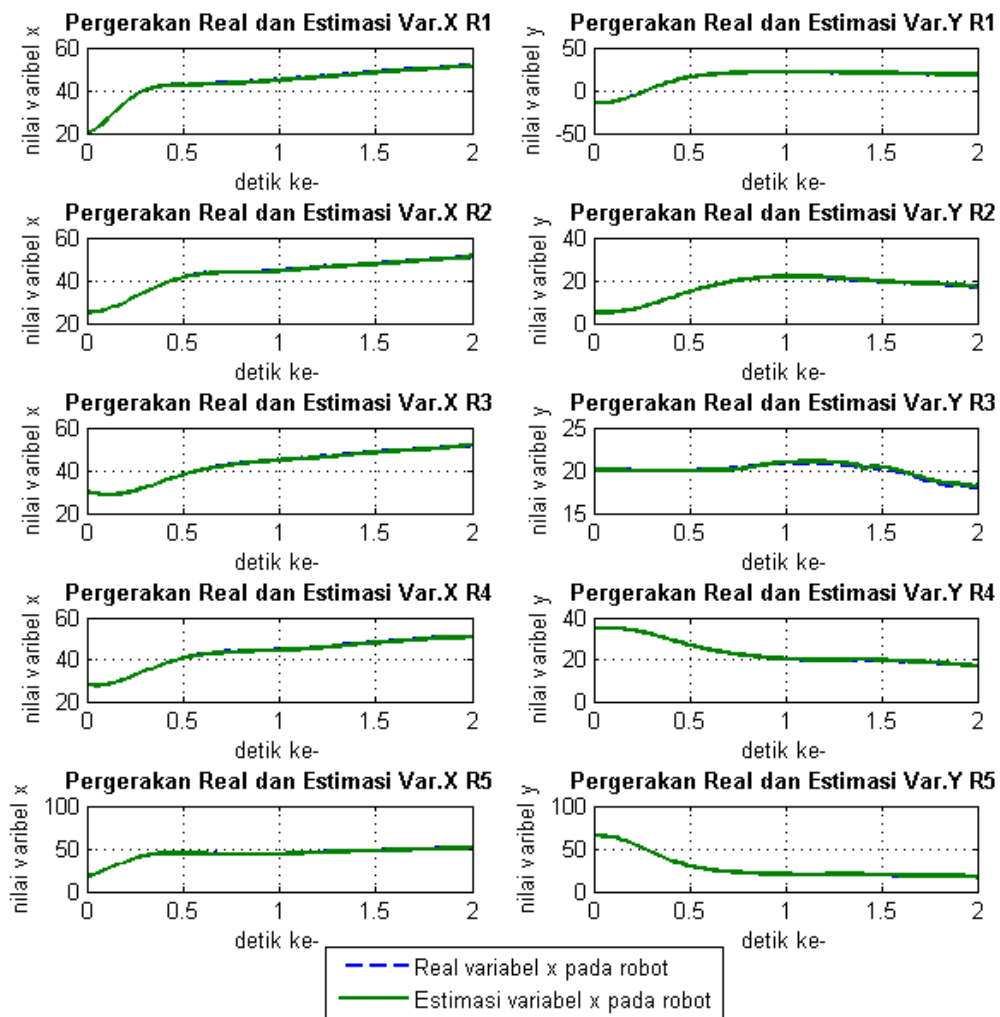 Pergerakan Real dan Estimasi Var.X R1
nilai varibel x
60
40
20
0
0.5
1
1.5
2
detik ke-
Pergerakan Real dan Estimasi Var.Y R1
nilai varibel y
50
0
-50
0
0.5
1
1.5
2
detik ke-
Pergerakan Real dan Estimasi Var.X R2
nilai varibel x
60
40
20
0
0.5
1
1.5
2
detik ke-
Pergerakan Real dan Estimasi Var.Y R2
nilai varibel y
40
20
0
0
0.5
1
1.5
2
detik ke-
Pergerakan Real dan Estimasi Var.X R3
nilai varibel x
60
40
20
0
0.5
1
1.5
2
detik ke-
Pergerakan Real dan Estimasi Var.Y R3
nilai varibel y
25
20
15
0
0.5
1
1.5
2
detik ke-
Pergerakan Real dan Estimasi Var.X R4
nilai varibel x
60
40
20
0
0.5
1
1.5
2
detik ke-
Pergerakan Real dan Estimasi Var.Y R4
nilai varibel y
40
20
0
0
0.5
1
1.5
2
detik ke-
Pergerakan Real dan Estimasi Var.X R5
nilai varibel x
100
50
0
0
0.5
1
1.5
2
detik ke-
Pergerakan Real dan Estimasi Var.Y R5
nilai varibel y
100
50
0
0
0.5
1
1.5
2
detik ke-
Real variabel x pada robot
Estimasi variabel x pada robot